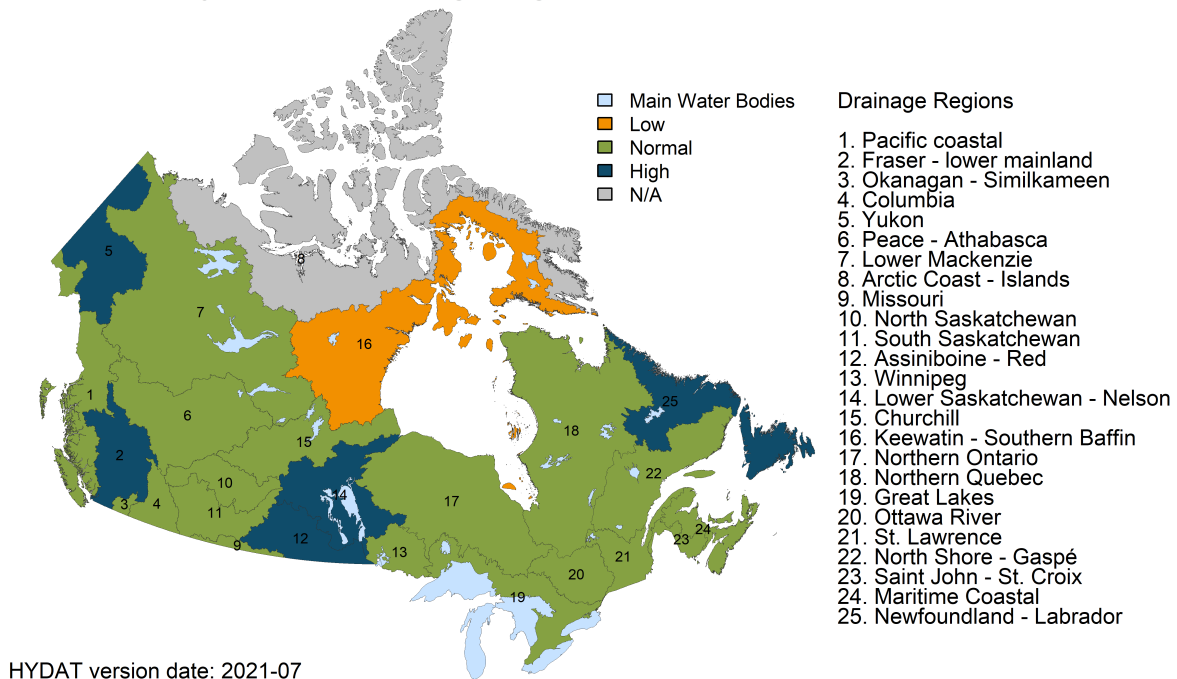 Main Water Bodies
Low
Normal
High
N/A
Drainage Regions
1. Pacific coastal
2. Fraser - lower mainland
3. Okanagan - Similkameen
4. Columbia
5. Yukon
6. Peace - Athabasca
7. Lower Mackenzie
8. Arctic Coast - Islands
9. Missouri
10. North Saskatchewan
11. South Saskatchewan
12. Assiniboine - Red
13. Winnipeg
14. Lower Saskatchewan - Nelson
15. Churchill
16. Keewatin - Southern Baffin
17. Northern Ontario
18. Northern Quebec
19. Great Lakes
20. Ottawa River
21. St. Lawrence
22. North Shore - Gaspé
23. Saint John - St. Croix
24. Maritime Coastal
25. Newfoundland - Labrador
5
8
7
16
1
6
25
15
18
2
22
10
14
17
3
4
11
24
12
23
9
13
21
20
19
HYDAT version date: 2021-07